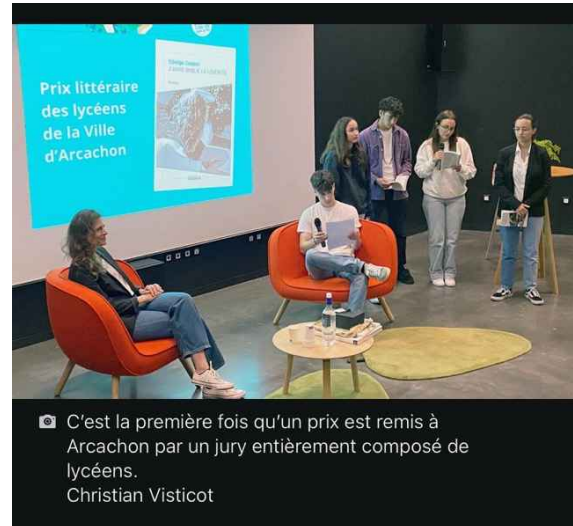 Prix littéraire
des lycéens
de la Ville
d'Arcachon
C'est la première fois qu'un prix est remis à
Arcachon par un jury entièrement composé de
lycéens.
Christian Visticot